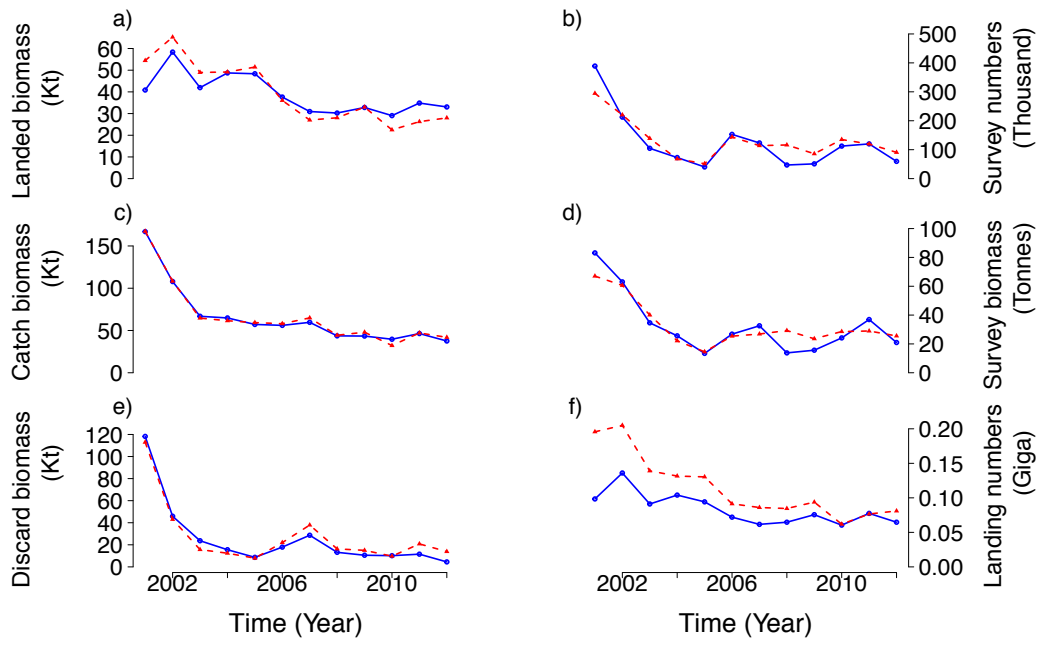 a)
Landed biomass
(Kt)
60
50
40
30
20
10
0
b)
500
400
300
200
100
0
Survey numbers
(Thousand)
c)
Catch biomass
(Kt)
150
100
50
0
d)
100
80
60
40
20
0
Survey biomass
(Tonnes)
e)
Discard biomass
(Kt)
120
100
80
60
40
20
0
2002 2006 2010
Time (Year)
f)
0.20
0.15
0.10
0.05
0.00
Landing numbers
(Giga)
2002 2006 2010
Time (Year)